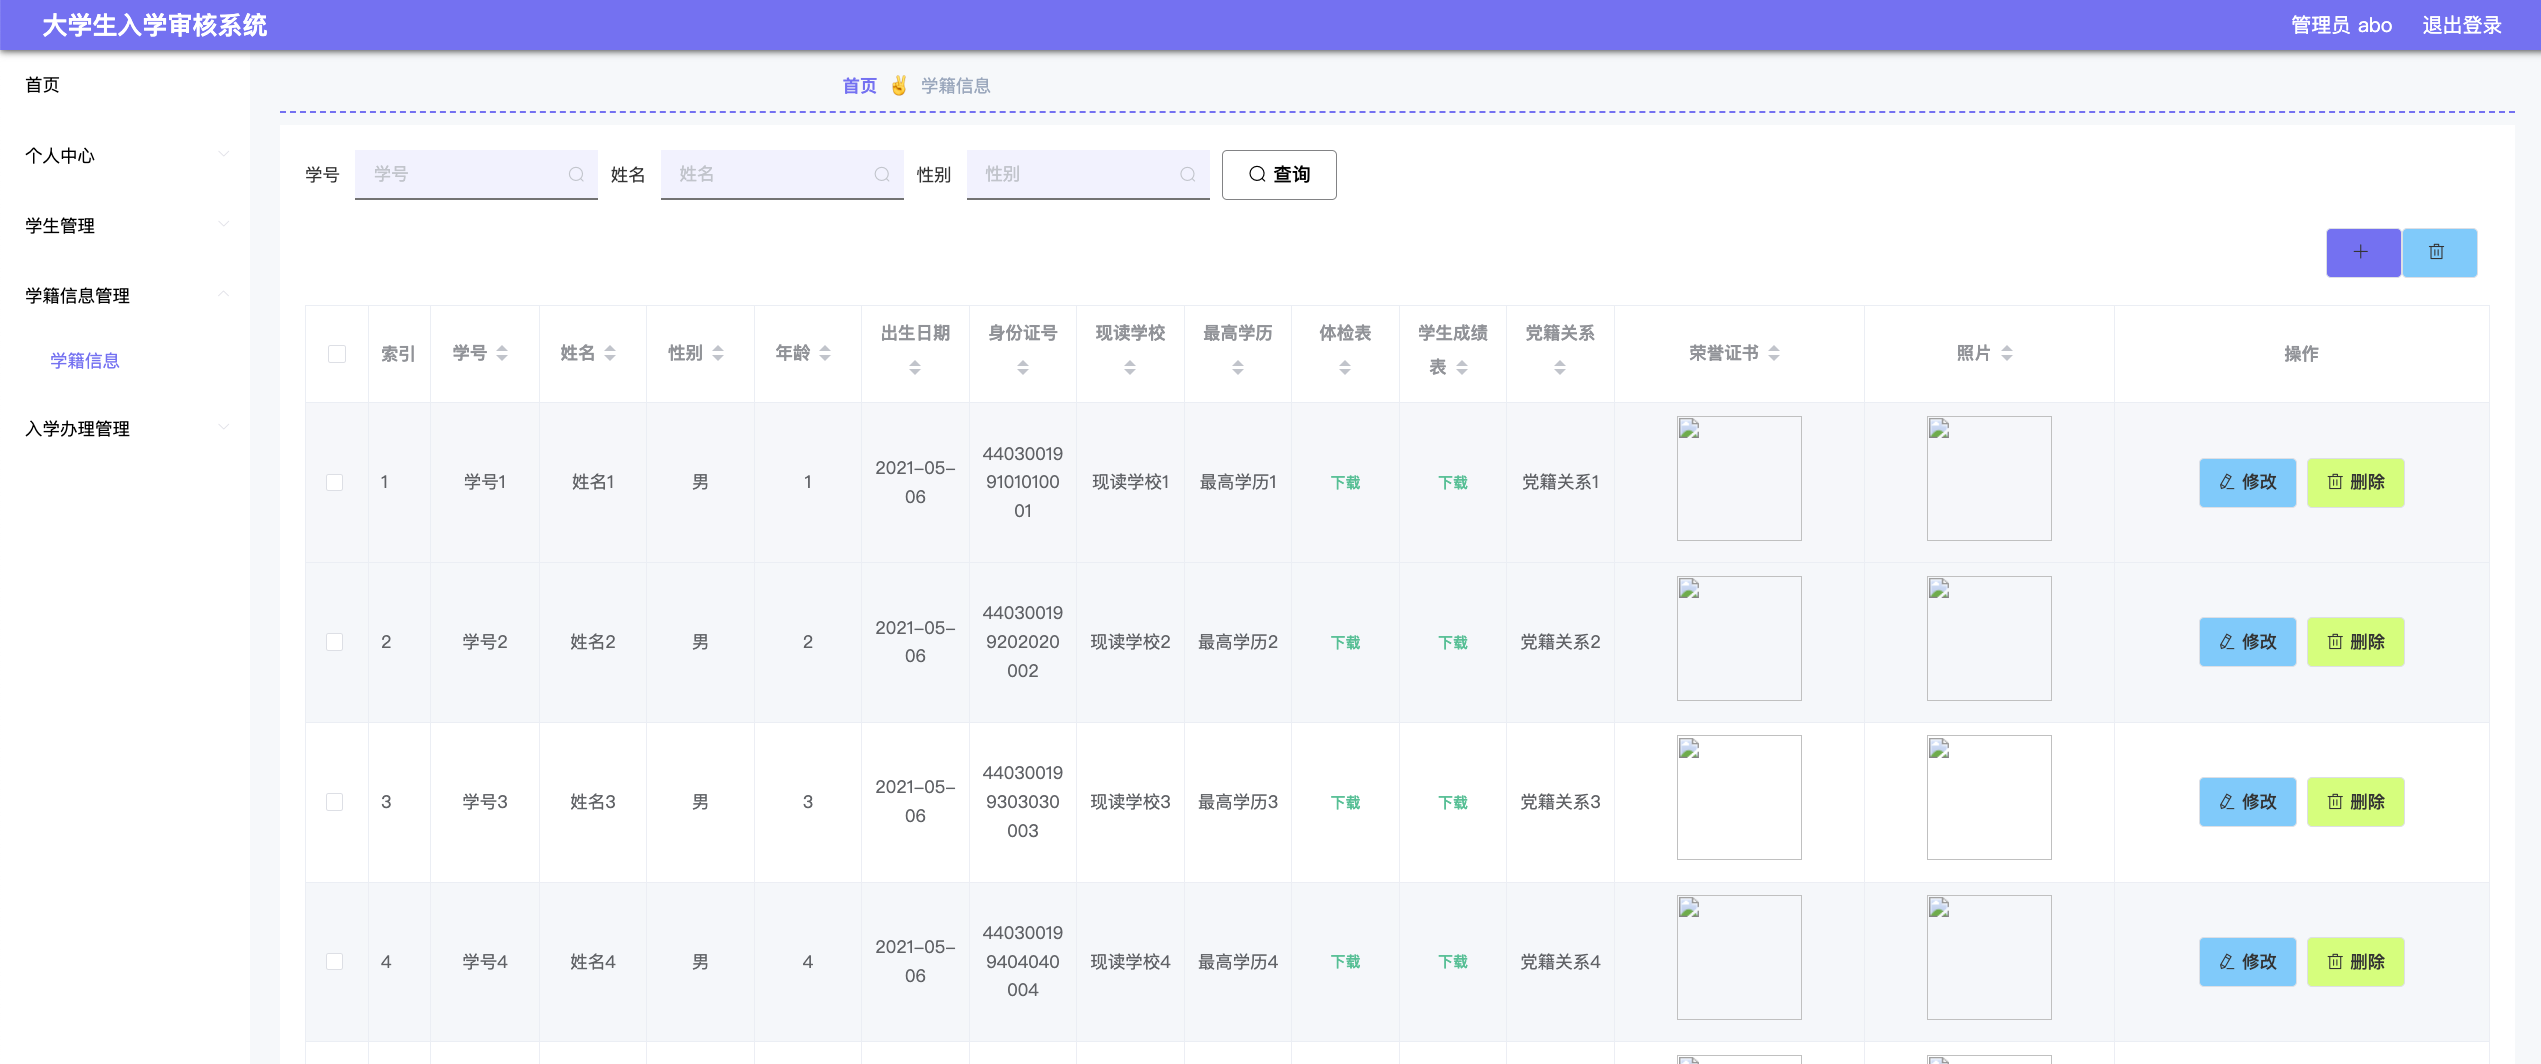 大学生入学审核系统
管理员 abo 退出登录
首页
首页 ✌ 学籍信息
个人中心
学号 学号 姓名 姓名 性别 性别 查询
学生管理
学籍信息管理
学籍信息
入学办理管理
索引 学号 姓名 性别 年龄 出生日期 身份证号 现读学校 最高学历 体检表 学生成绩表 党籍关系 荣誉证书 照片 操作
1 学号1 姓名1 男 1 2021-05-06 440300199101010001 现读学校1 最高学历1 下载 下载 党籍关系1 修改 删除
2 学号2 姓名2 男 2 2021-05-06 440300199202020002 现读学校2 最高学历2 下载 下载 党籍关系2 修改 删除
3 学号3 姓名3 男 3 2021-05-06 440300199303030003 现读学校3 最高学历3 下载 下载 党籍关系3 修改 删除
4 学号4 姓名4 男 4 2021-05-06 440300199404040004 现读学校4 最高学历4 下载 下载 党籍关系4 修改 删除